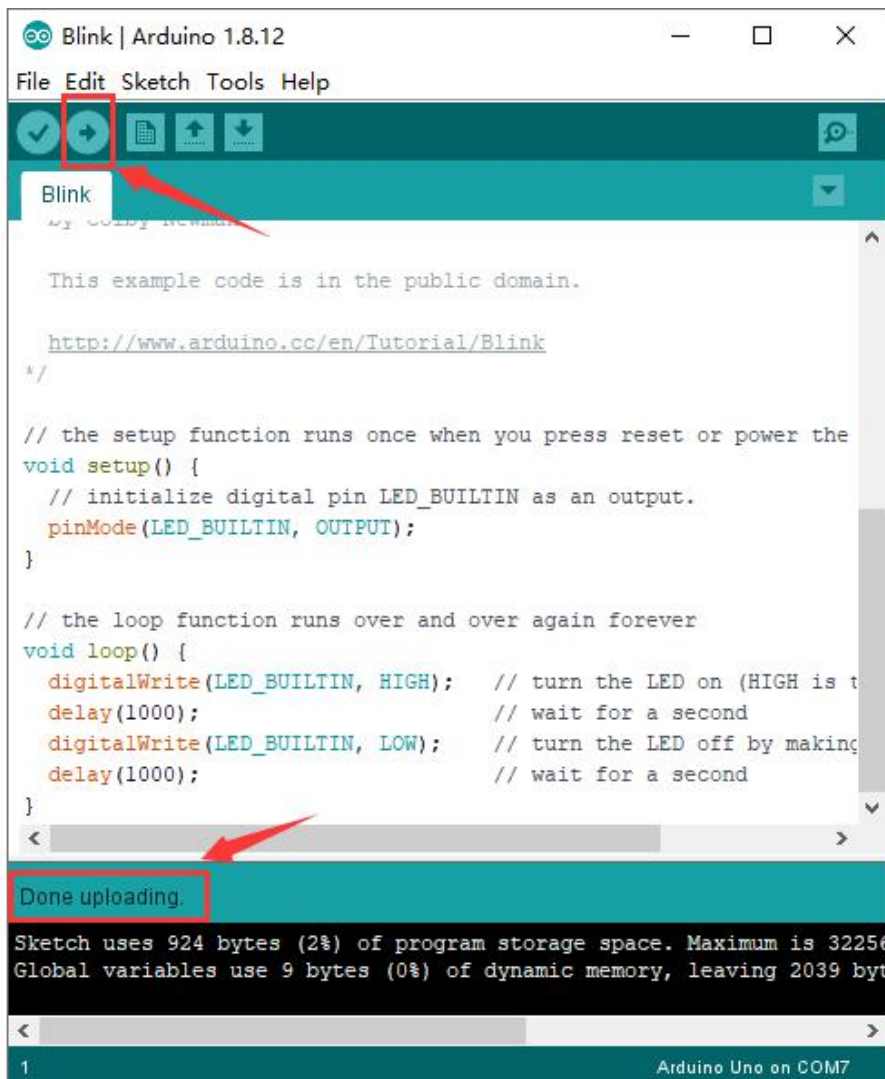 Blink | Arduino 1.8.12
File Edit Sketch Tools Help
Blink
by Colby Newman
This example code is in the public domain.
http://www.arduino.cc/en/Tutorial/Blink
*/
// the setup function runs once when you press reset or power the
void setup() {
  // initialize digital pin LED_BUILTIN as an output.
  pinMode(LED_BUILTIN, OUTPUT);
}
// the loop function runs over and over again forever
void loop() {
  digitalWrite(LED_BUILTIN, HIGH);   // turn the LED on (HIGH is t
  delay(1000);                       // wait for a second
  digitalWrite(LED_BUILTIN, LOW);    // turn the LED off by making
  delay(1000);                       // wait for a second
}
Done uploading.
Sketch uses 924 bytes (2%) of program storage space. Maximum is 32256
Global variables use 9 bytes (0%) of dynamic memory, leaving 2039 byt
1 Arduino Uno on COM7